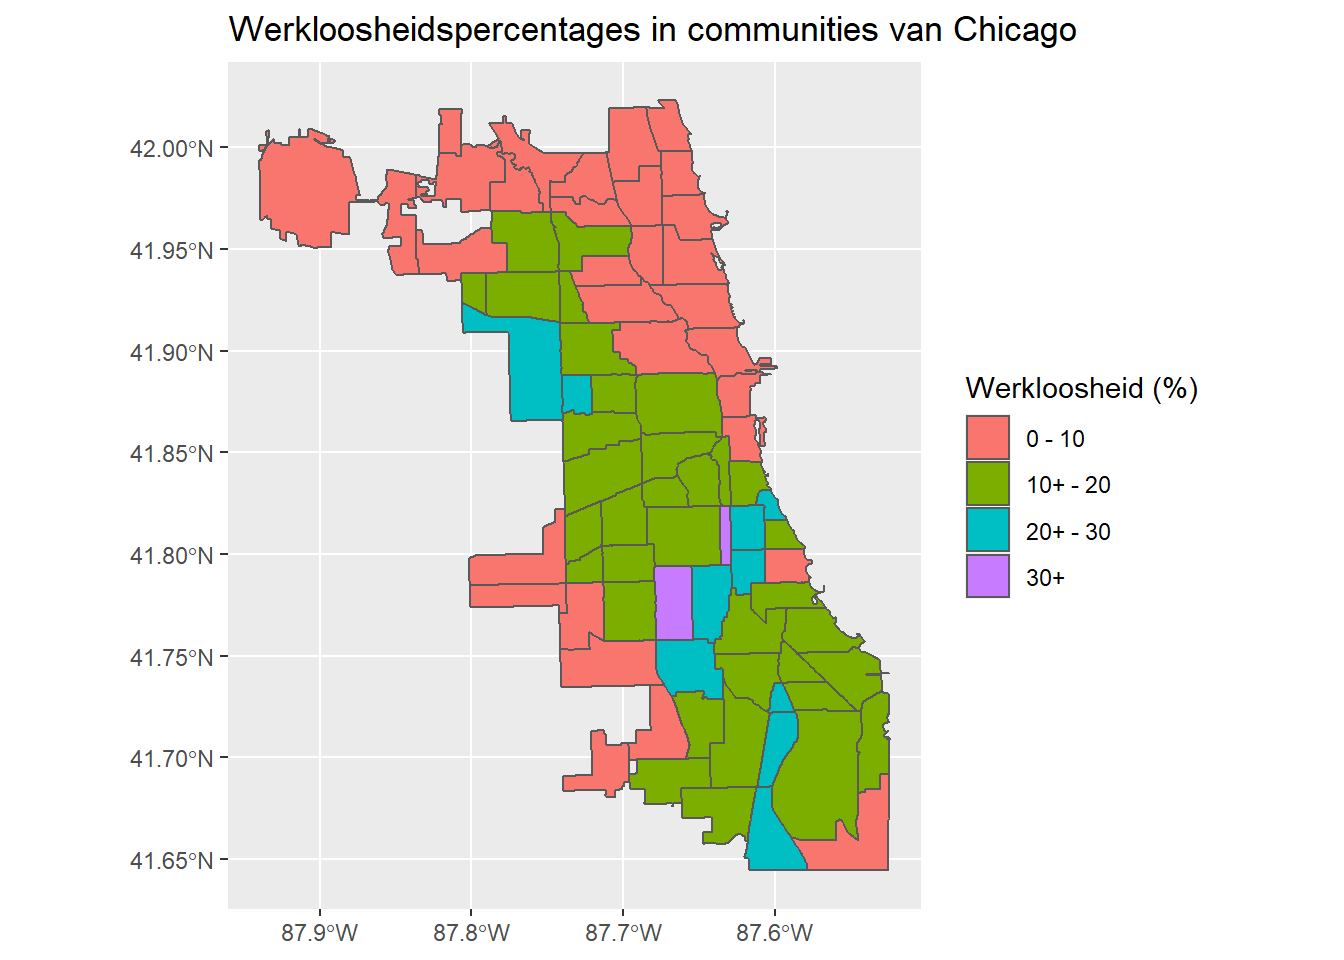 Werkloosheidspercentages in communities van Chicago
42.00°N
41.95°N
41.90°N
41.85°N
41.80°N
41.75°N
41.70°N
41.65°N
87.9°W
87.8°W
87.7°W
87.6°W
Werkloosheid (%)
0 - 10
10+ - 20
20+ - 30
30+